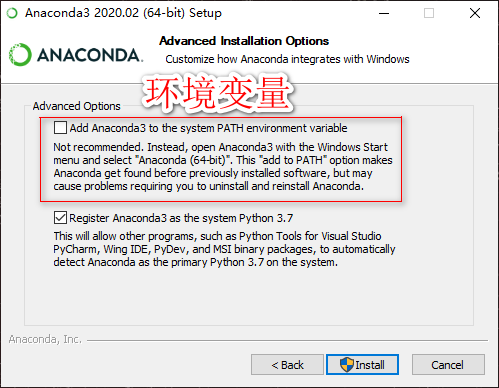 Anaconda3 2020.02 (64-bit) Setup
ANACONDA.
Advanced Installation Options
Customize how Anaconda integrates with Windows
环境变量
Advanced Options
Add Anaconda3 to the system PATH environment variable
Not recommended. Instead, open Anaconda3 with the Windows Start
menu and select "Anaconda (64-bit)". This "add to PATH" option makes
Anaconda get found before previously installed software, but may
cause problems requiring you to uninstall and reinstall Anaconda.
Register Anaconda3 as the system Python 3.7
This will allow other programs, such as Python Tools for Visual Studio
PyCharm, Wing IDE, PyDev, and MSI binary packages, to automatically
detect Anaconda as the primary Python 3.7 on the system.
Anaconda, Inc.
< Back
Install
Cancel